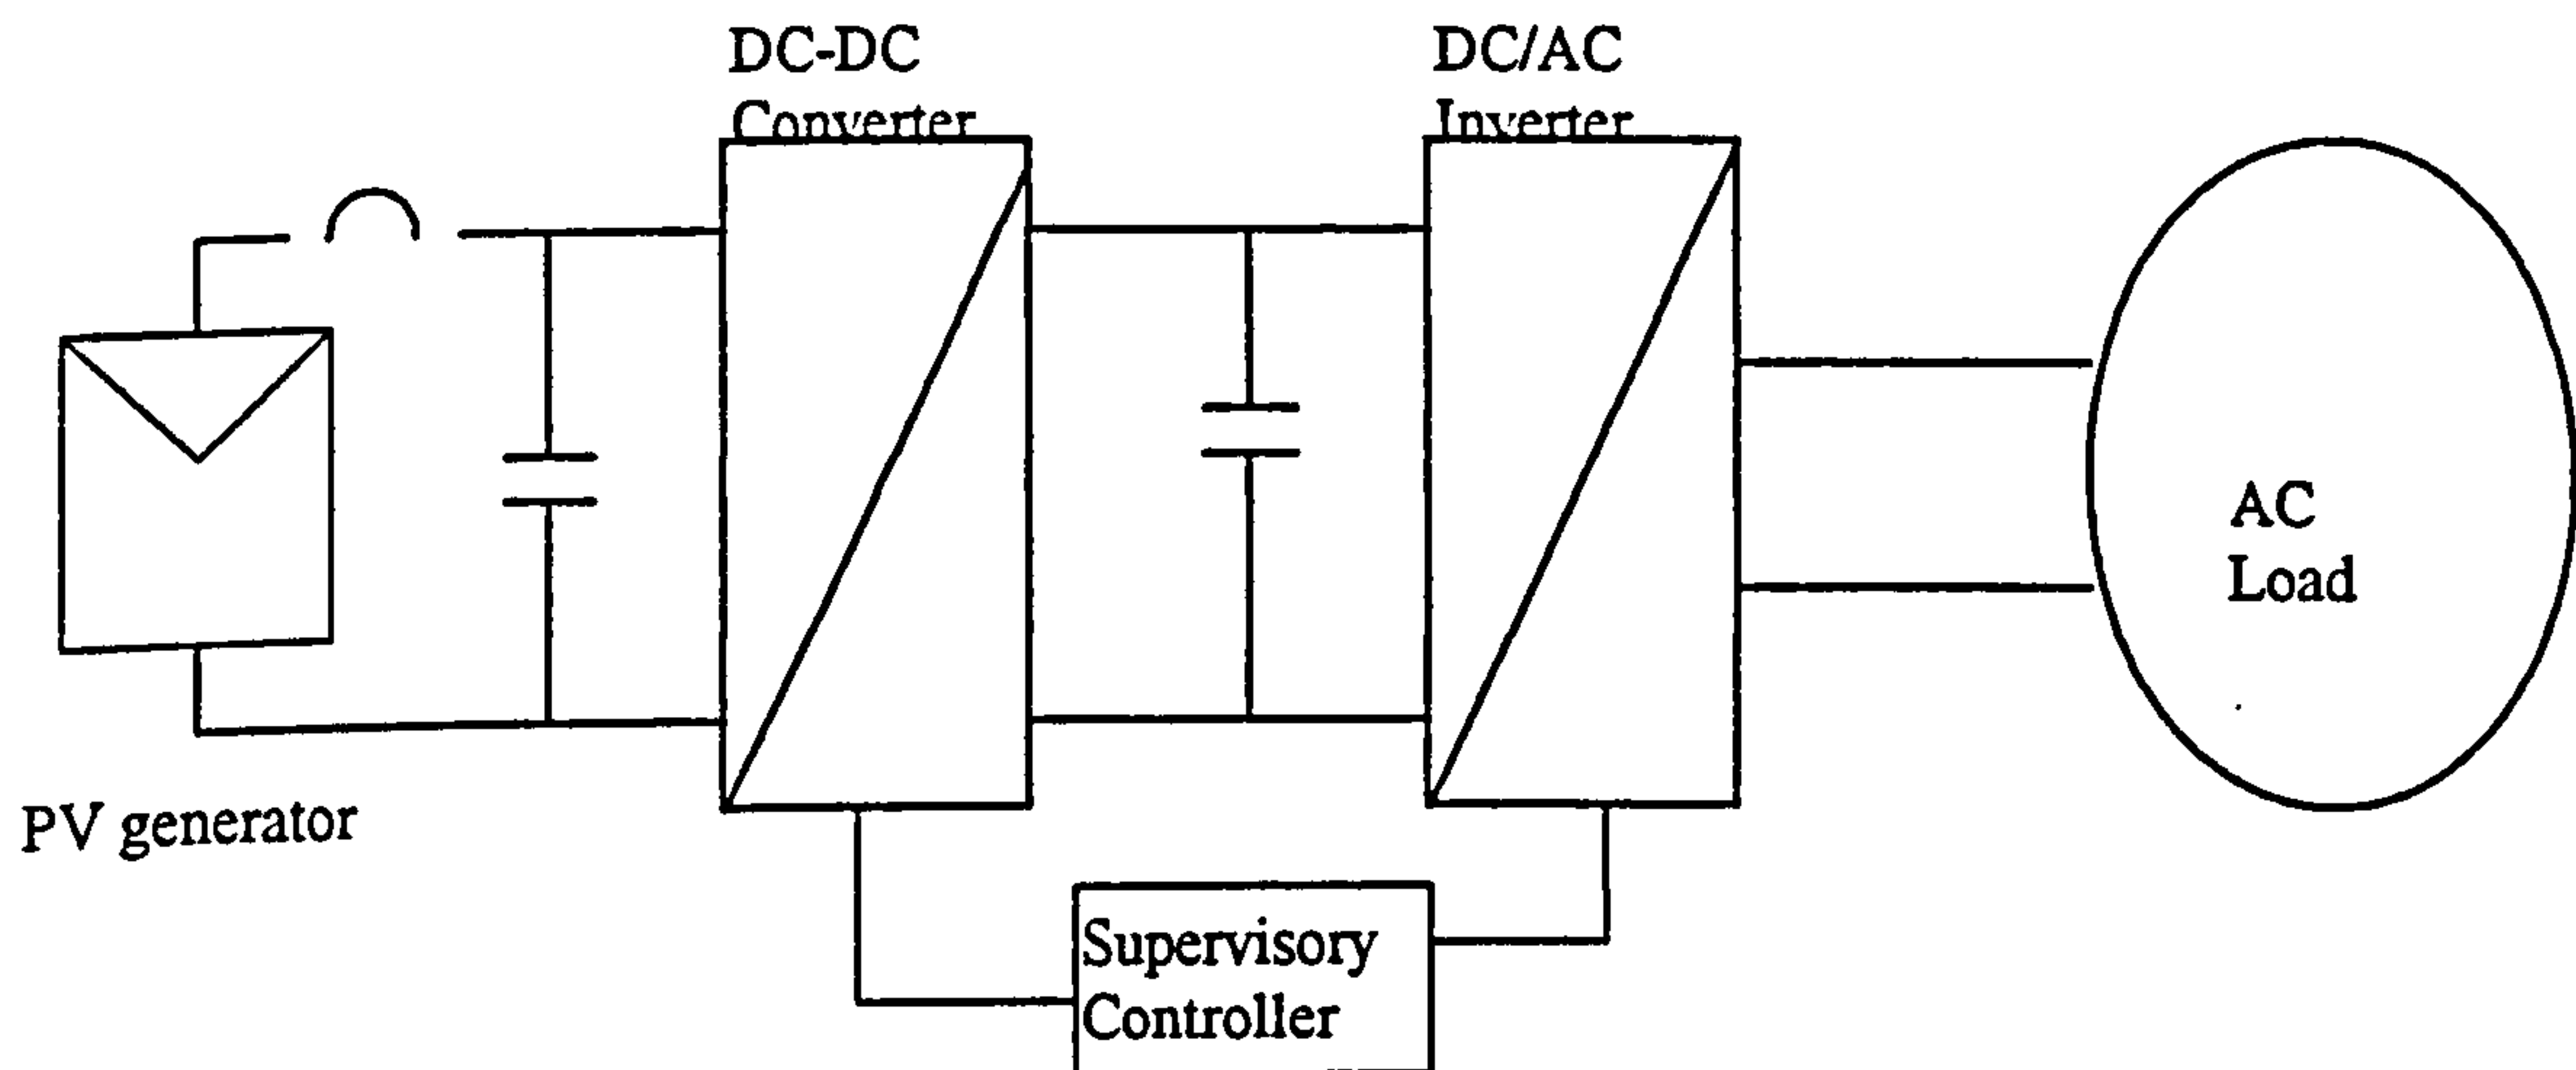 DC-DC
Converter
DC/AC
Inverter
AC
Load
PV generator
Supervisory
Controller